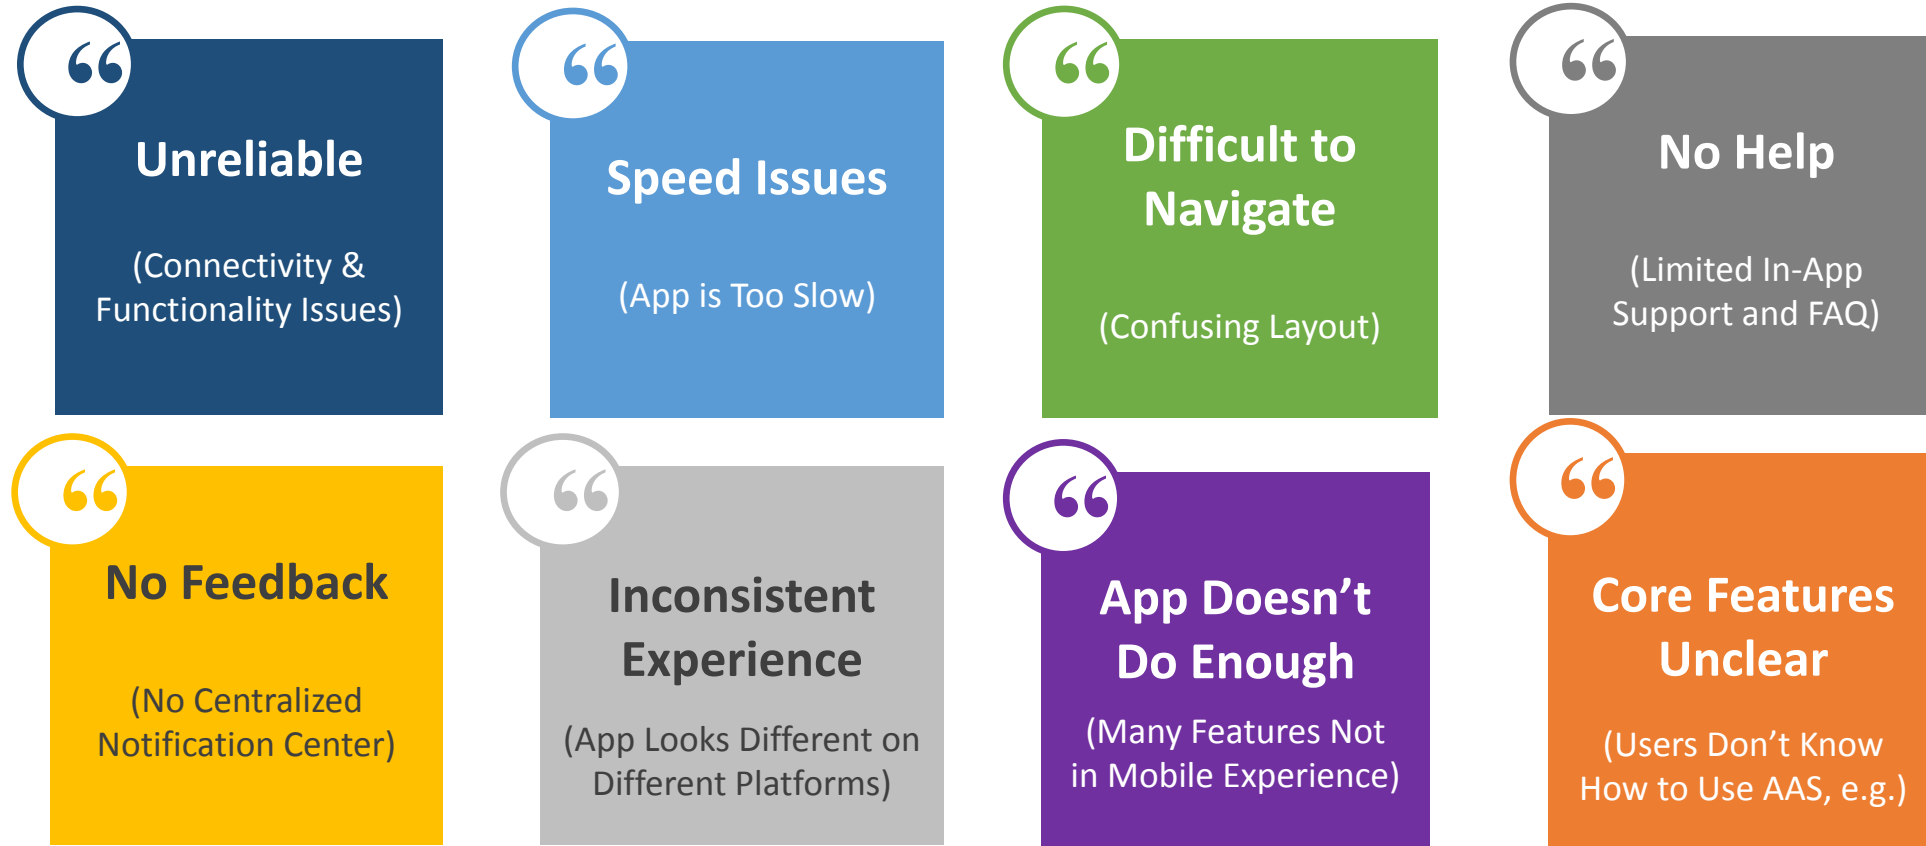 “
Unreliable
(Connectivity &
Functionality Issues)
“
Speed Issues
(App is Too Slow)
“
Difficult to
Navigate
(Confusing Layout)
“
No Help
(Limited In-App
Support and FAQ)
“
No Feedback
(No Centralized
Notification Center)
“
Inconsistent
Experience
(App Looks Different on
Different Platforms)
“
App Doesn’t
Do Enough
(Many Features Not
in Mobile Experience)
“
Core Features
Unclear
(Users Don’t Know
How to Use AAS, e.g.)